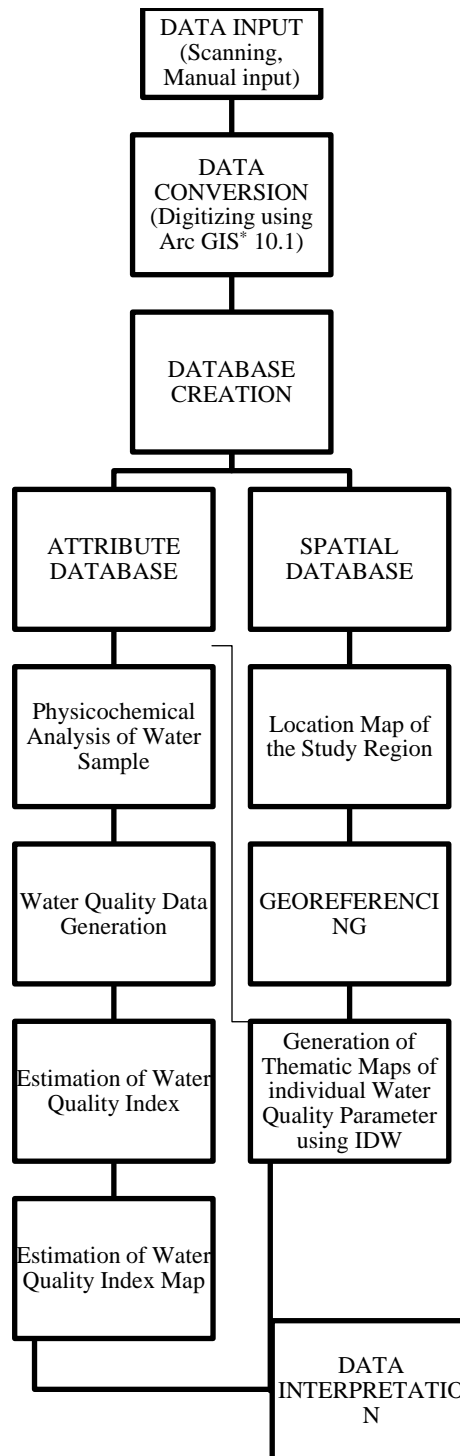 DATA INPUT
(Scanning,
Manual input)
DATA
CONVERSION
(Digitizing using
Arc GIS* 10.1)
DATABASE
CREATION
ATTRIBUTE
DATABASE
SPATIAL
DATABASE
Physicochemical
Analysis of Water
Sample
Location Map of
the Study Region
Water Quality Data
Generation
GEOREFERENCI
NG
Estimation of Water
Quality Index
Generation of
Thematic Maps of
individual Water
Quality Parameter
using IDW
Estimation of Water
Quality Index Map
DATA
INTERPRETATIO
N